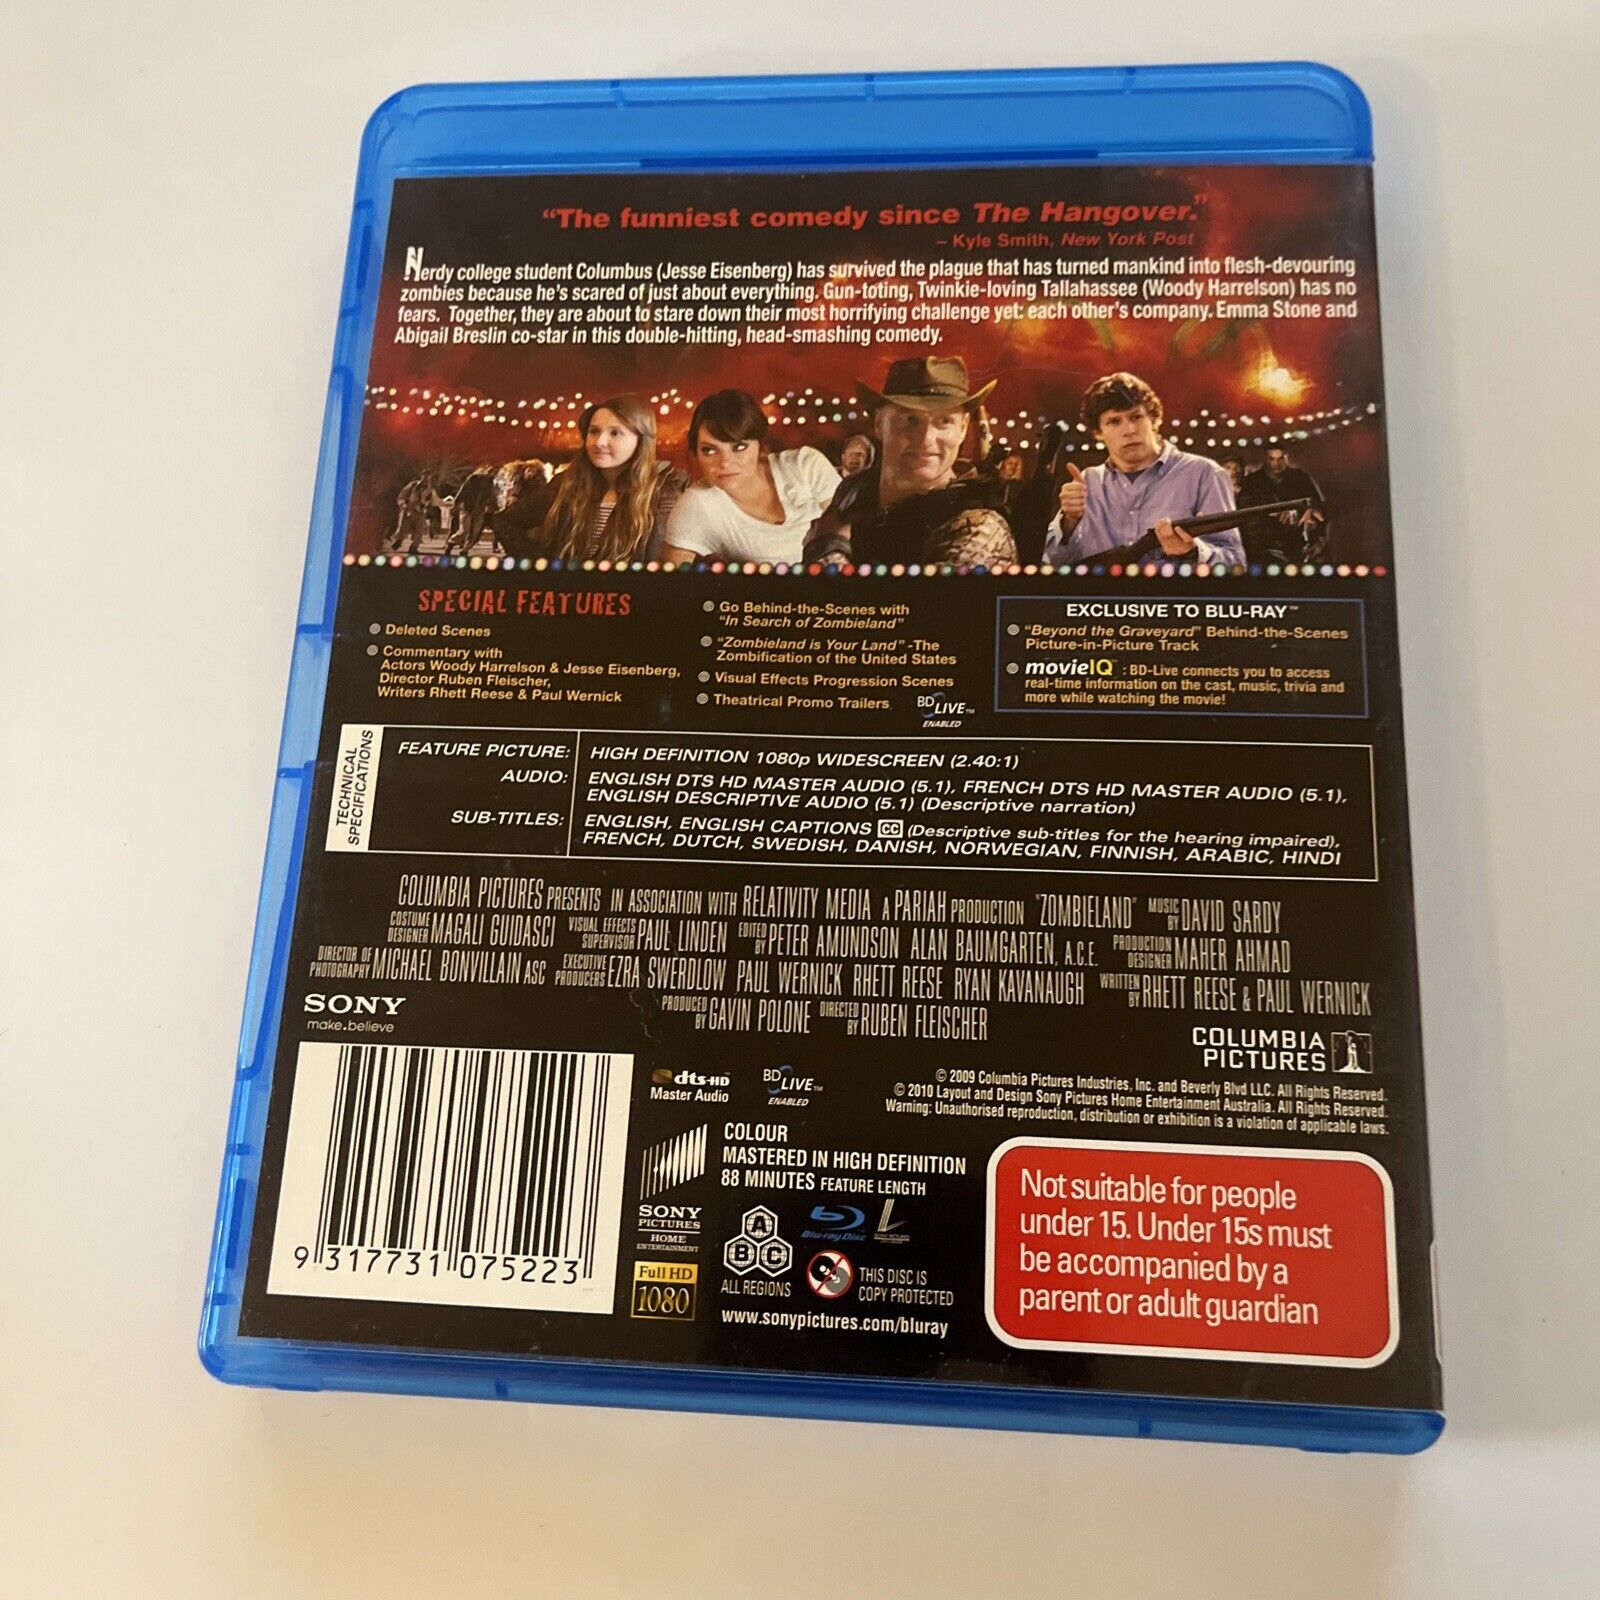 “The funniest comedy since The Hangover.”
– Kyle Smith, New York Post
Nerdy college student Columbus (Jesse Eisenberg) has survived the plague that has turned mankind into flesh-devouring
zombies because he's scared of just about everything. Gun-toting, Twinkie-loving Tallahassee (Woody Harrelson) has no
fears. Together, they are about to stare down their most horrifying challenge yet: each other's company. Emma Stone and
Abigail Breslin co-star in this double-hitting, head-smashing comedy.
SPECIAL FEATURES
Deleted Scenes
Commentary with
Actors Woody Harrelson & Jesse Eisenberg,
Director Ruben Fleischer,
Writers Rhett Reese & Paul Wernick
Go Behind-the-Scenes with
"In Search of Zombieland"
"Zombieland is Your Land" -The
Zombification of the United States
Visual Effects Progression Scenes
Theatrical Promo Trailers
BD LIVE™
ENABLED
EXCLUSIVE TO BLU-RAY™
"Beyond the Graveyard" Behind-the-Scenes
Picture-in-Picture Track
movieIQ™ : BD-Live connects you to access
real-time information on the cast, music, trivia and
more while watching the movie!
TECHNICAL
SPECIFICATIONS
FEATURE PICTURE: HIGH DEFINITION 1080p WIDESCREEN (2.40:1)
AUDIO: ENGLISH DTS HD MASTER AUDIO (5.1), FRENCH DTS HD MASTER AUDIO (5.1),
ENGLISH DESCRIPTIVE AUDIO (5.1) (Descriptive narration)
SUB-TITLES: ENGLISH, ENGLISH CAPTIONS CC (Descriptive sub-titles for the hearing impaired),
FRENCH, DUTCH, SWEDISH, DANISH, NORWEGIAN, FINNISH, ARABIC, HINDI
COLUMBIA PICTURES PRESENTS IN ASSOCIATION WITH RELATIVITY MEDIA A PARIAH PRODUCTION "ZOMBIELAND" MUSIC BY DAVID SARDY
COSTUME DESIGNER MAGALI GUIDASCI VISUAL EFFECTS SUPERVISOR PAUL LINDEN EDITED BY PETER AMUNDSON ALAN BAUMGARTEN, A.C.E. PRODUCTION DESIGNER MAHER AHMAD
DIRECTOR OF PHOTOGRAPHY MICHAEL BONVILLAIN ASC EXECUTIVE PRODUCERS EZRA SWERDLOW PAUL WERNICK RHETT REESE RYAN KAVANAUGH WRITTEN BY RHETT REESE & PAUL WERNICK
PRODUCED BY GAVIN POLONE DIRECTED BY RUBEN FLEISCHER
SONY
make.believe
COLUMBIA
PICTURES
dts-HD
Master Audio
BD LIVE™
ENABLED
© 2009 Columbia Pictures Industries, Inc. and Beverly Blvd LLC. All Rights Reserved.
© 2010 Layout and Design Sony Pictures Home Entertainment Australia. All Rights Reserved.
Warning: Unauthorised reproduction, distribution or exhibition is a violation of applicable laws.
COLOUR
MASTERED IN HIGH DEFINITION
88 MINUTES FEATURE LENGTH
SONY
PICTURES
HOME
ENTERTAINMENT
Full HD
1080
A
B C
ALL REGIONS
Blu-ray Disc
THIS DISC IS
COPY PROTECTED
www.sonypictures.com/bluray
9 317731 075223
Not suitable for people
under 15. Under 15s must
be accompanied by a
parent or adult guardian